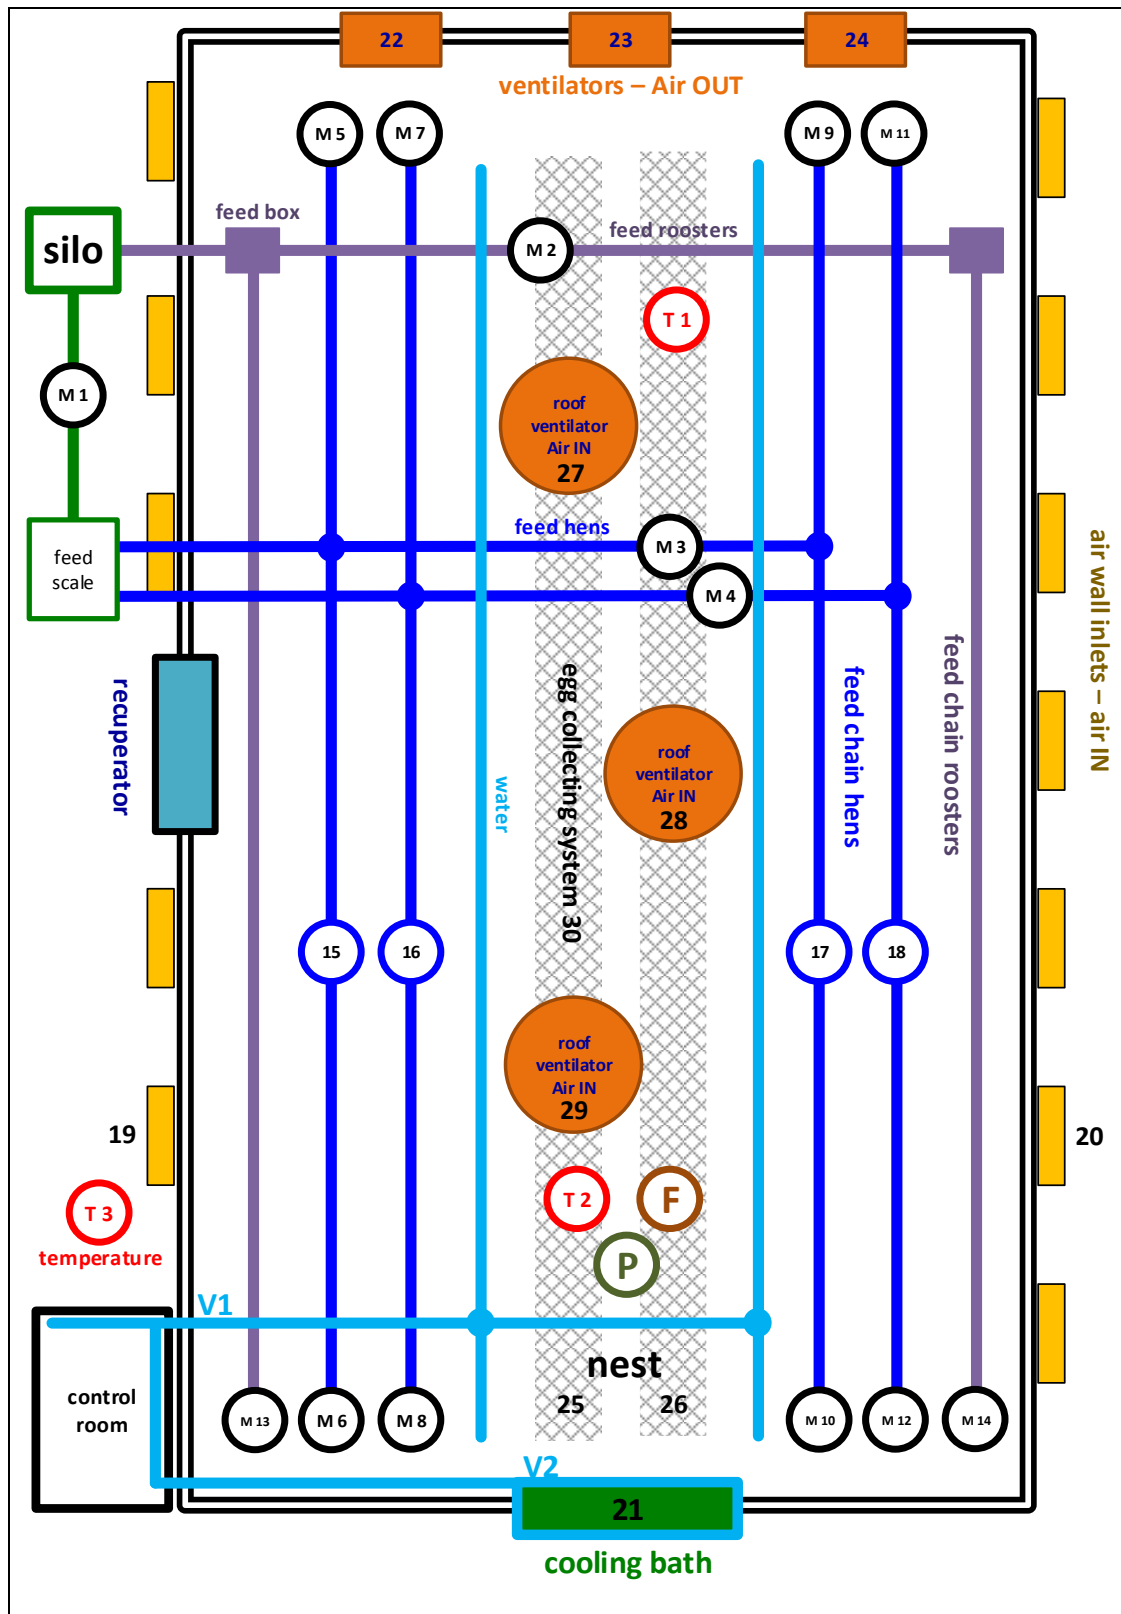 22
23
24
ventilators – Air OUT
M 5
M 7
M 9
M 11
feed box
silo
M 2
feed roosters
T 1
M 1
roof
ventilator
Air IN
27
feed hens
M 3
feed
scale
M 4
air wall inlets – air IN
recuperator
egg collecting system 30
water
roof
ventilator
Air IN
28
feed chain hens
feed chain roosters
15
16
17
18
roof
ventilator
Air IN
29
19
20
T 3
temperature
T 2
F
P
V1
control
room
nest
25
26
M 13
M 6
M 8
M 10
M 12
M 14
V2
21
cooling bath